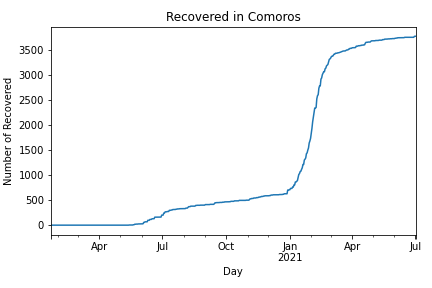 Recovered in Comoros
Number of Recovered
3500
3000
2500
2000
1500
1000
500
0
Apr
Jul
Oct
Jan
2021
Apr
Jul
Day